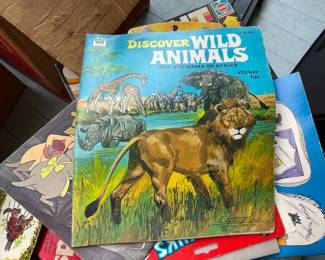 DISCOVER WILD
ANIMALS
THE BIG GAME OF AFRICA
sticker
fun